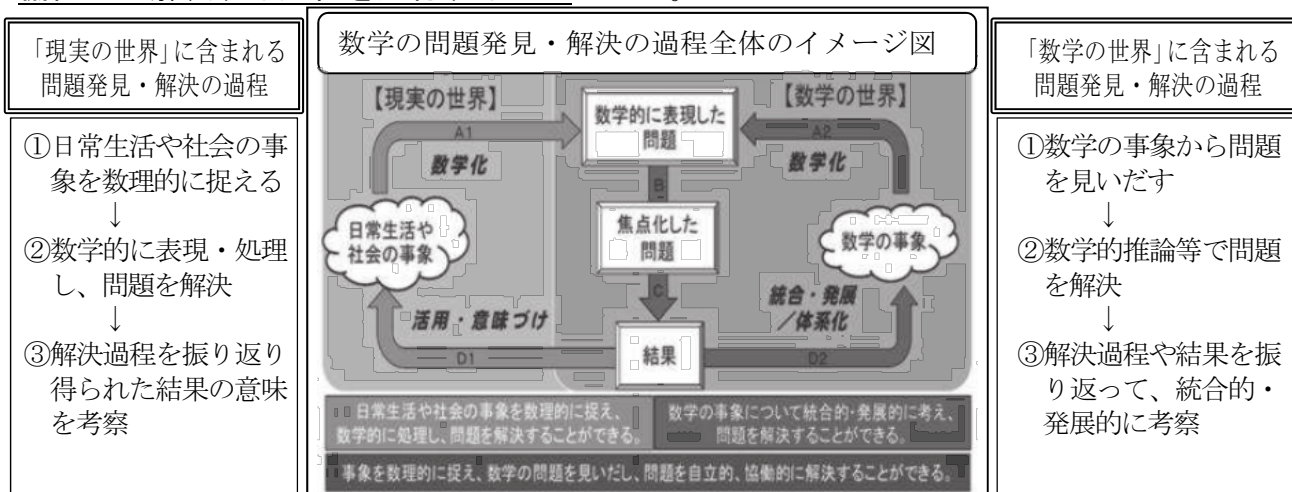 「現実の世界」に含まれる
問題発見・解決の過程
①日常生活や社会の事
象を数理的に捉える
↓
②数学的に表現・処理
し、問題を解決
↓
③解決過程を振り返り
得られた結果の意味
を考察
数学の問題発見・解決の過程全体のイメージ図
【現実の世界】
【数学の世界】
数学的に表現した
問題
A1
A2
数学化
数学化
B
日常生活や
社会の事象
焦点化した
問題
数学の事象
C
活用・意味づけ
統合・発展
／体系化
結果
D1
D2
日常生活や社会の事象を数理的に捉え、
数学的に処理し、問題を解決することができる。
数学の事象について統合的・発展的に考え、
問題を解決することができる。
事象を数理的に捉え、数学の問題を見いだし、問題を自立的、協働的に解決することができる。
「数学の世界」に含まれる
問題発見・解決の過程
①数学の事象から問題
を見いだす
↓
②数学的推論等で問題
を解決
↓
③解決過程や結果を振
り返って、統合的・
発展的に考察